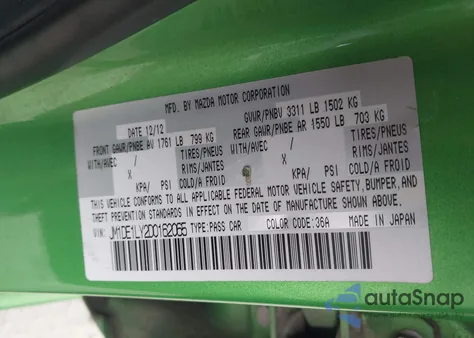 MFD. BY MAZDA MOTOR CORPORATION
DATE 12/12 GVWR/PNBV 3311 LB 1502 KG
FRONT GAWR/PNBE AV 1761 LB 799 KG REAR GAWR/PNBE AR 1550 LB 703 KG
WITH/AVEC / TIRES/PNEUS WITH/AVEC / TIRES/PNEUS
X RIMS/JANTES X RIMS/JANTES
KPA/ PSI COLD/A FROID KPA/ PSI COLD/A FROID
THIS VEHICLE CONFORMS TO ALL APPLICABLE FEDERAL MOTOR VEHICLE SAFETY, BUMPER, AND
THEFT PREVENTION STANDARDS IN EFFECT ON THE DATE OF MANUFACTURE SHOWN ABOVE.
VIN: JM1DE1LY2D0162065 TYPE:PASS CAR COLOR CODE:36A MADE IN JAPAN
autoSnap